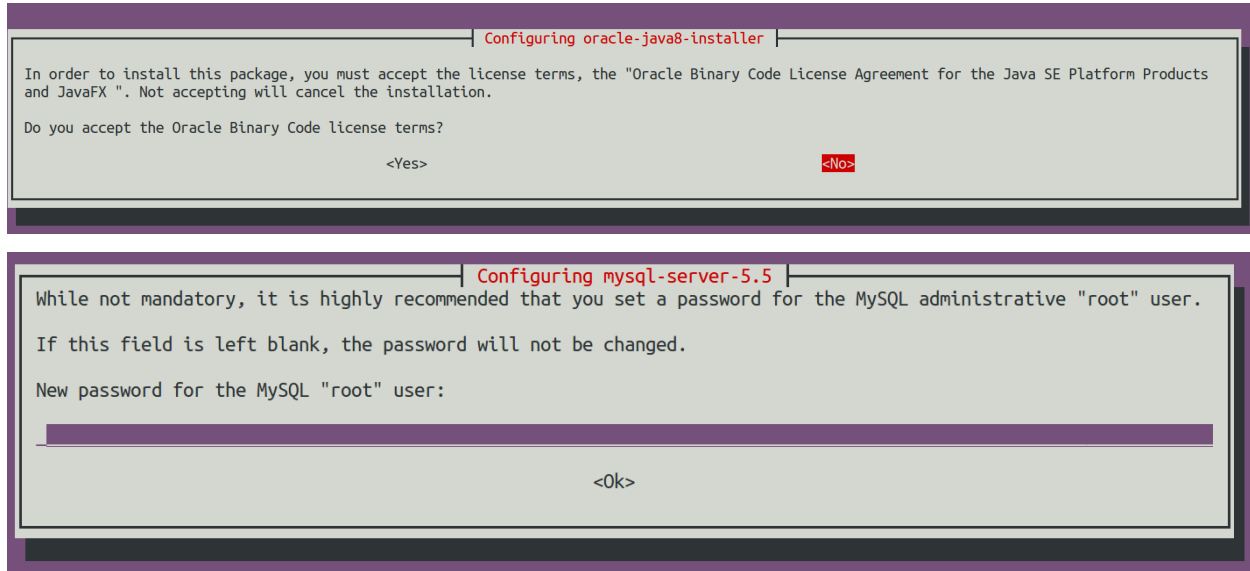 Configuring oracle-java8-installer
In order to install this package, you must accept the license terms, the "Oracle Binary Code License Agreement for the Java SE Platform Products
and JavaFX ". Not accepting will cancel the installation.
Do you accept the Oracle Binary Code license terms?
<Yes> <No>
Configuring mysql-server-5.5
While not mandatory, it is highly recommended that you set a password for the MySQL administrative "root" user.
If this field is left blank, the password will not be changed.
New password for the MySQL "root" user:
<Ok>